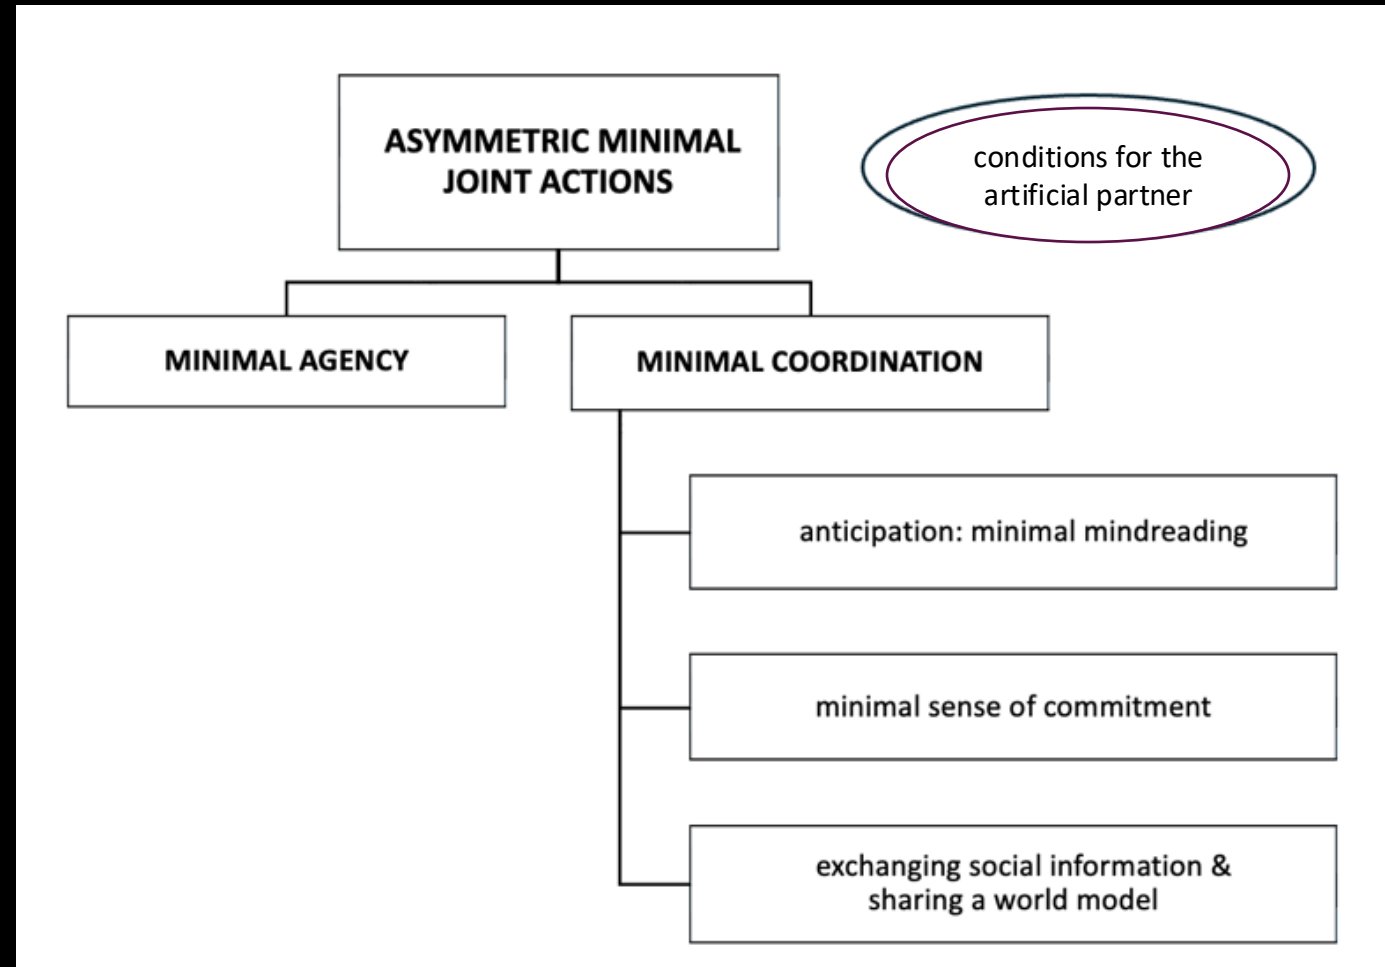 ASYMMETRIC MINIMAL
JOINT ACTIONS
conditions for the
artificial partner
MINIMAL AGENCY
MINIMAL COORDINATION
anticipation: minimal mindreading
minimal sense of commitment
exchanging social information &
sharing a world model